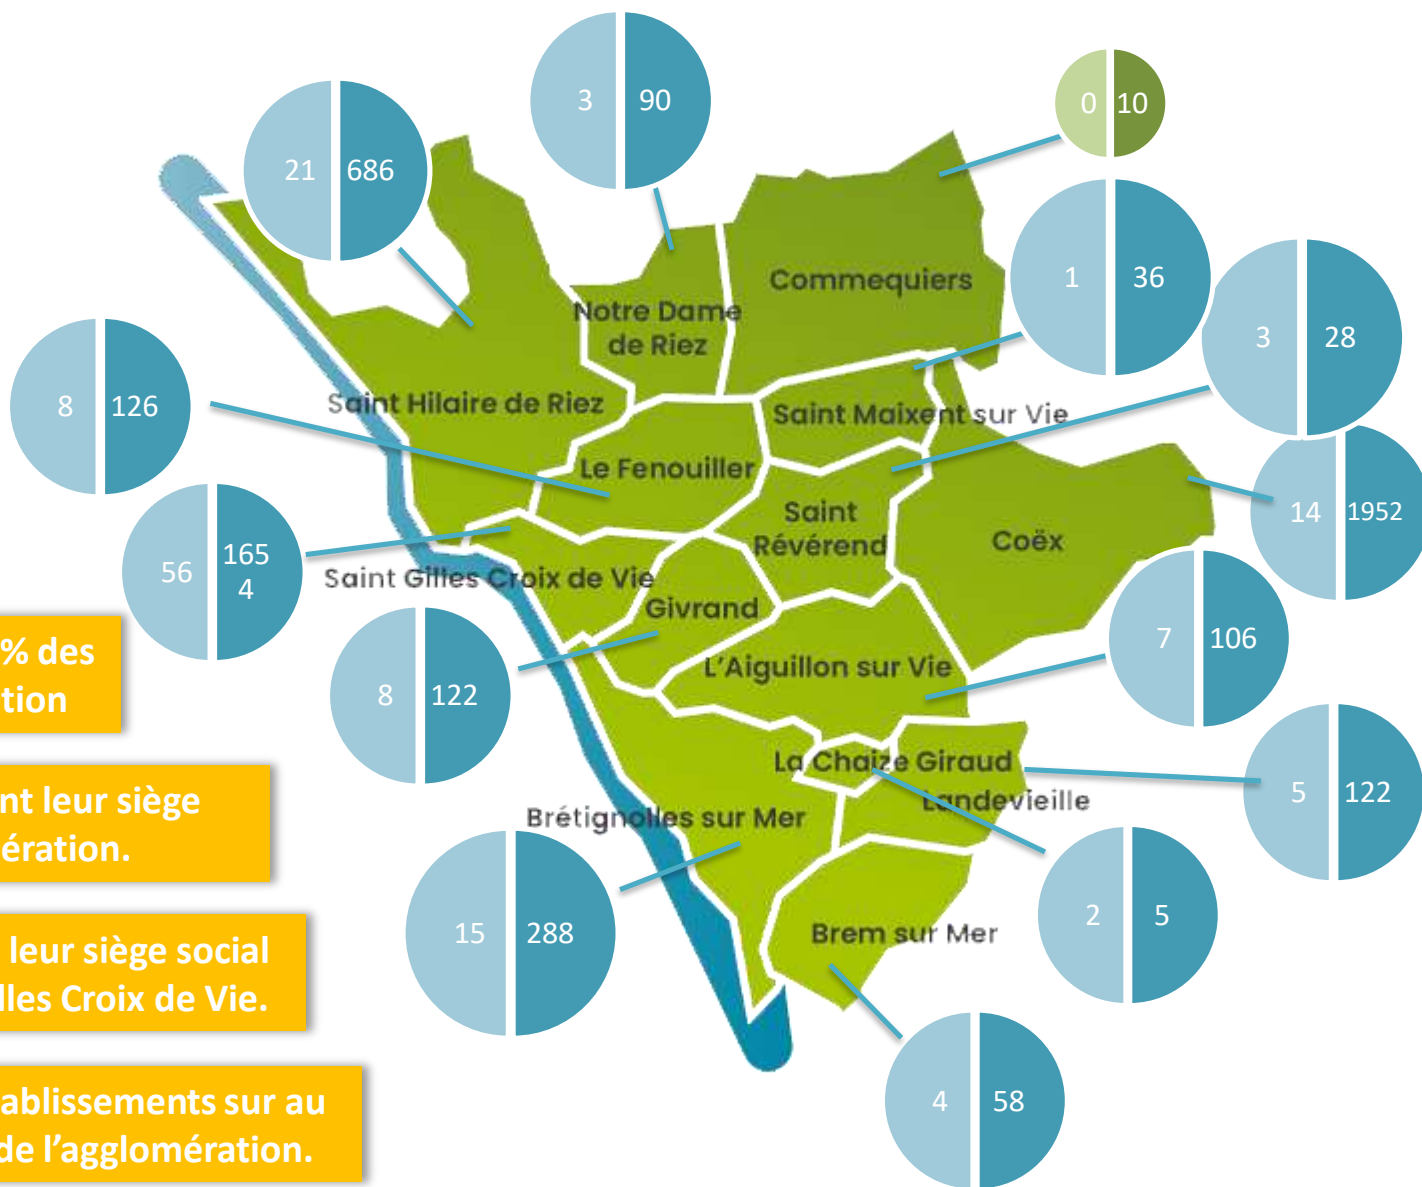 3 90
0 10
21 686
1 36
Commequiers
Notre Dame
de Riez
3 28
8 126
Saint Hilaire de Riez
Saint Maixent sur Vie
Le Fenouiller
14 1952
Saint
Révérend
Coëx
56 165
4
Saint Gilles Croix de Vie
Givrand
7 106
% des
tion
L'Aiguillon sur Vie
8 122
La Chaize Giraud
5 122
nt leur siège
ération.
Landevieille
Brétignolles sur Mer
2 5
15 288
Brem sur Mer
leur siège social
lles Croix de Vie.
4 58
ablissements sur au
de l’agglomération.